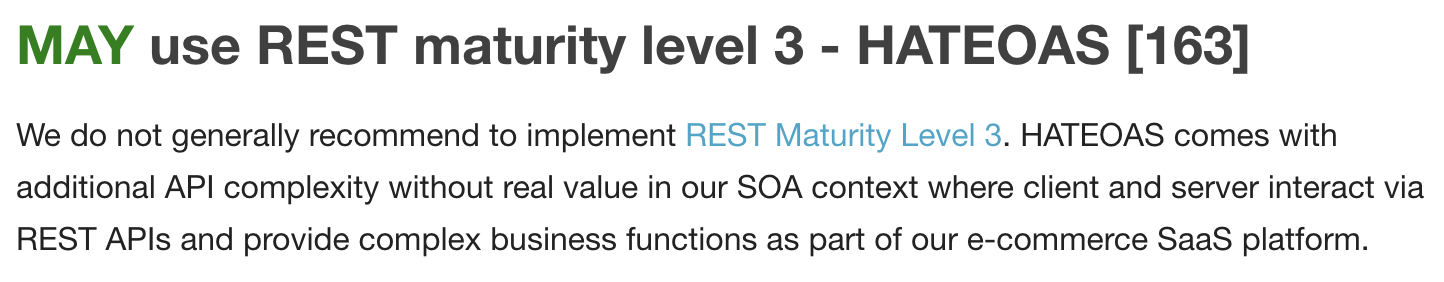 MAY use REST maturity level 3 - HATEOAS [163]
We do not generally recommend to implement REST Maturity Level 3. HATEOAS comes with
additional API complexity without real value in our SOA context where client and server interact via
REST APIs and provide complex business functions as part of our e-commerce SaaS platform.